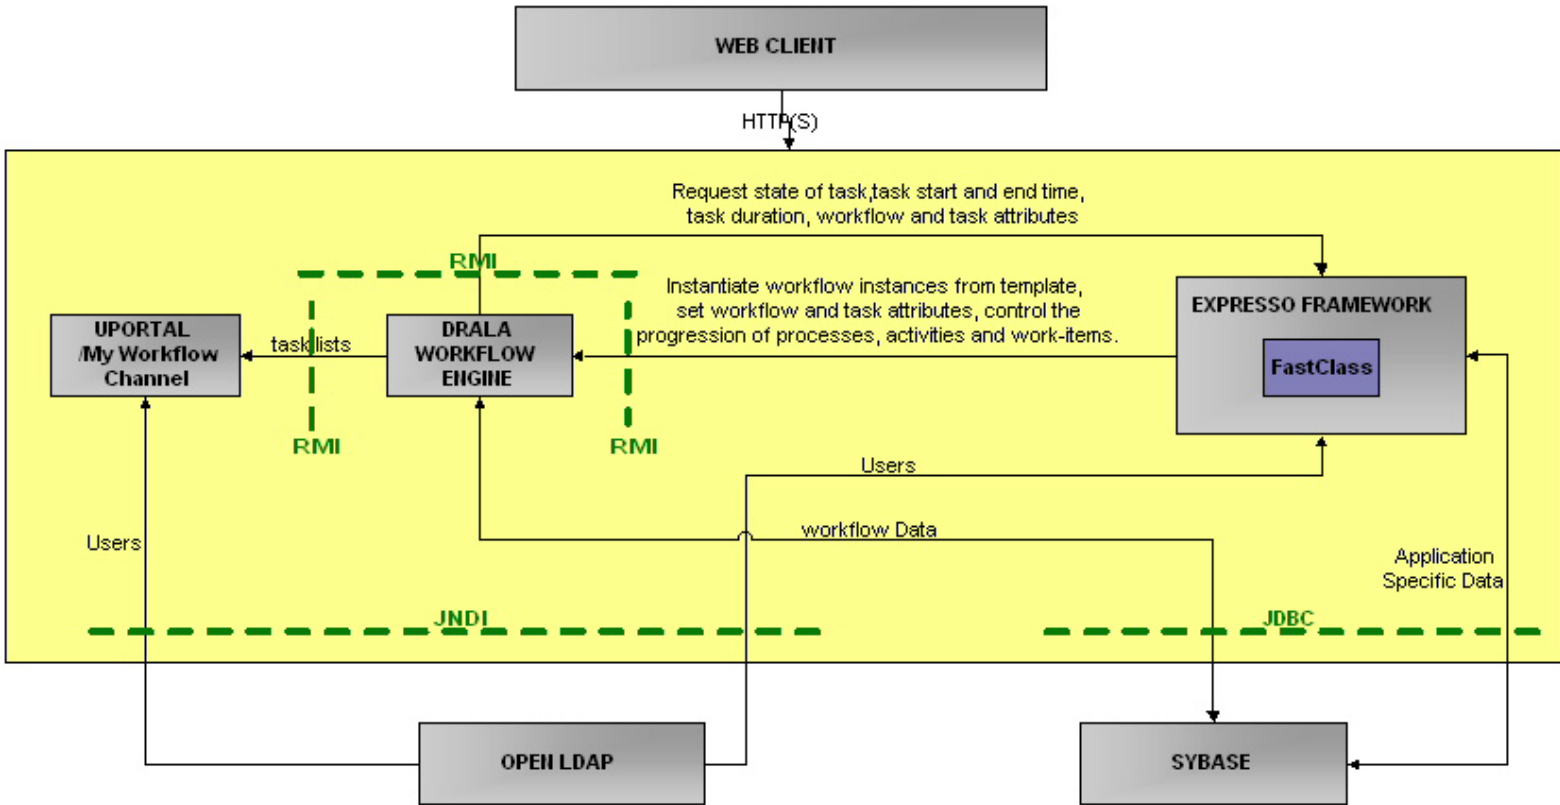 WEB CLIENT
HTTP(S)
Request state of task,task start and end time,
task duration, workflow and task attributes
RMI
Instantiate workflow instances from template,
set workflow and task attributes, control the
progression of processes, activities and work-items.
EXPRESSO FRAMEWORK
FastClass
UPORTAL
/My Workflow
Channel
task lists
DRALA
WORKFLOW
ENGINE
RMI
RMI
Users
workflow Data
Users
Application
Specific Data
JNDI
JDBC
OPEN LDAP
SYBASE